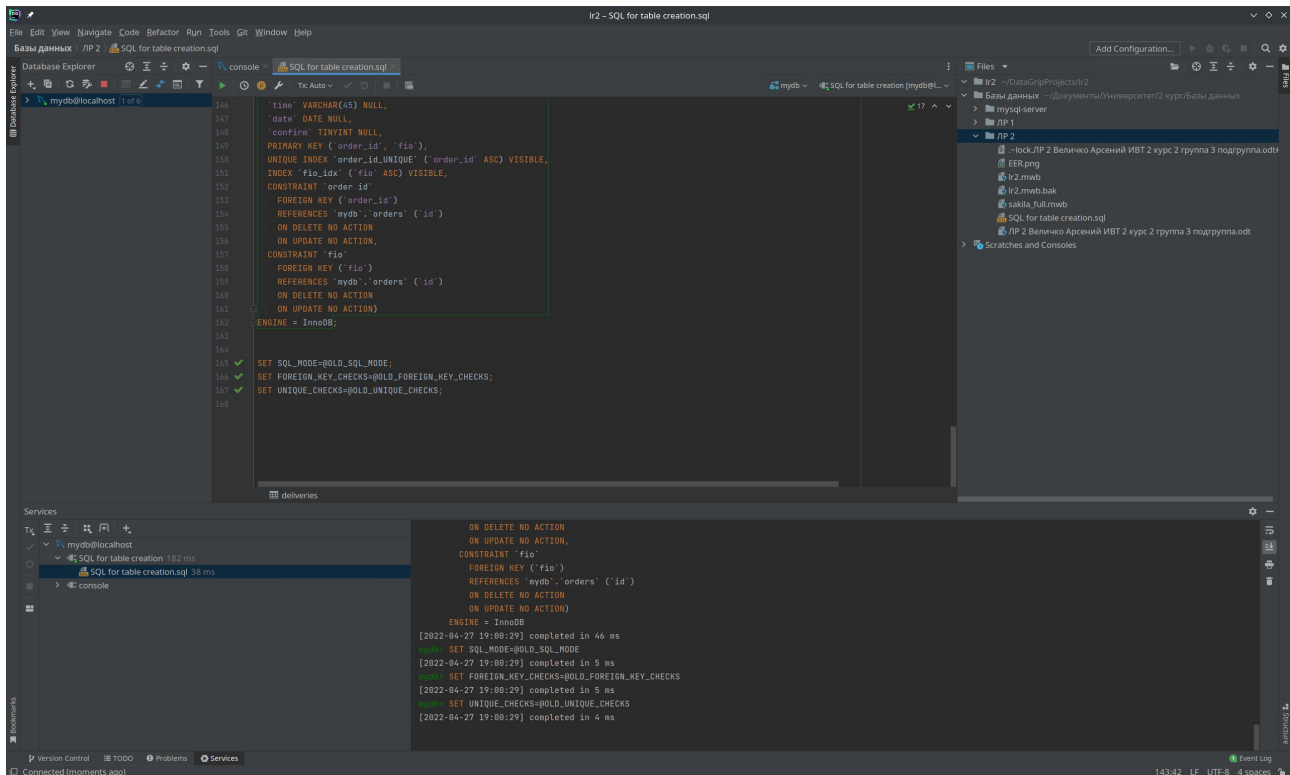 lr2 – SQL for table creation.sql
File Edit View Navigate Code Refactor Run Tools Git Window Help
Базы данных ЛР 2 SQL for table creation.sql
Add Configuration...
Database Explorer
console
SQL for table creation.sql
Files
Tx: Auto
mydb
SQL for table creation [mydb@l...
mydb@localhost 1 of 6
17
lr2 ~/DataGripProjects/lr2
Базы данных ~/Документы/Университет/2 курс/Базы данных
mysql-server
ЛР 1
ЛР 2
.~lock.ЛР 2 Величко Арсений ИВТ 2 курс 2 группа 3 подгруппа.odt#
EER.png
lr2.mwb
lr2.mwb.bak
sakila_full.mwb
SQL for table creation.sql
ЛР 2 Величко Арсений ИВТ 2 курс 2 группа 3 подгруппа.odt
Scratches and Consoles
146 `time` VARCHAR(45) NULL,
147 `date` DATE NULL,
148 `confirm` TINYINT NULL,
149 PRIMARY KEY (`order_id`, `fio`),
150 UNIQUE INDEX `order_id_UNIQUE` (`order_id` ASC) VISIBLE,
151 INDEX `fio_idx` (`fio` ASC) VISIBLE,
152 CONSTRAINT `order id`
153 FOREIGN KEY (`order_id`)
154 REFERENCES `mydb`.`orders` (`id`)
155 ON DELETE NO ACTION
156 ON UPDATE NO ACTION,
157 CONSTRAINT `fio`
158 FOREIGN KEY (`fio`)
159 REFERENCES `mydb`.`orders` (`id`)
160 ON DELETE NO ACTION
161 ON UPDATE NO ACTION)
162 ENGINE = InnoDB;
163
164
165 SET SQL_MODE=@OLD_SQL_MODE;
166 SET FOREIGN_KEY_CHECKS=@OLD_FOREIGN_KEY_CHECKS;
167 SET UNIQUE_CHECKS=@OLD_UNIQUE_CHECKS;
168
deliveries
Services
Tx
mydb@localhost
SQL for table creation 182 ms
SQL for table creation.sql 38 ms
console
ON DELETE NO ACTION
ON UPDATE NO ACTION,
CONSTRAINT `fio`
FOREIGN KEY (`fio`)
REFERENCES `mydb`.`orders` (`id`)
ON DELETE NO ACTION
ON UPDATE NO ACTION)
ENGINE = InnoDB
[2022-04-27 19:00:29] completed in 46 ms
mydb> SET SQL_MODE=@OLD_SQL_MODE
[2022-04-27 19:00:29] completed in 5 ms
mydb> SET FOREIGN_KEY_CHECKS=@OLD_FOREIGN_KEY_CHECKS
[2022-04-27 19:00:29] completed in 5 ms
mydb> SET UNIQUE_CHECKS=@OLD_UNIQUE_CHECKS
[2022-04-27 19:00:29] completed in 4 ms
Database Explorer
Bookmarks
Files
Structure
Version Control TODO Problems Services
1 Event Log
Connected (moments ago)
143:42 LF UTF-8 4 spaces